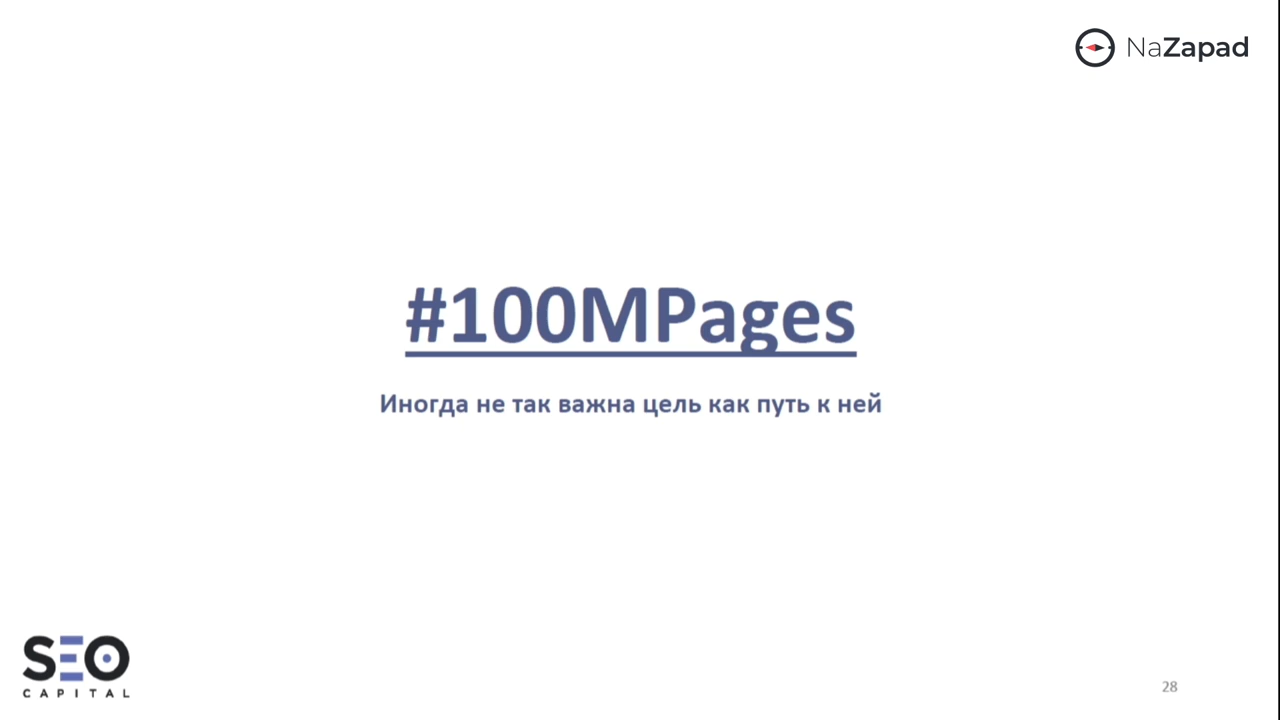 NaZapad
#100MPages
Иногда не так важна цель как путь к ней
SEO
CAPITAL
28